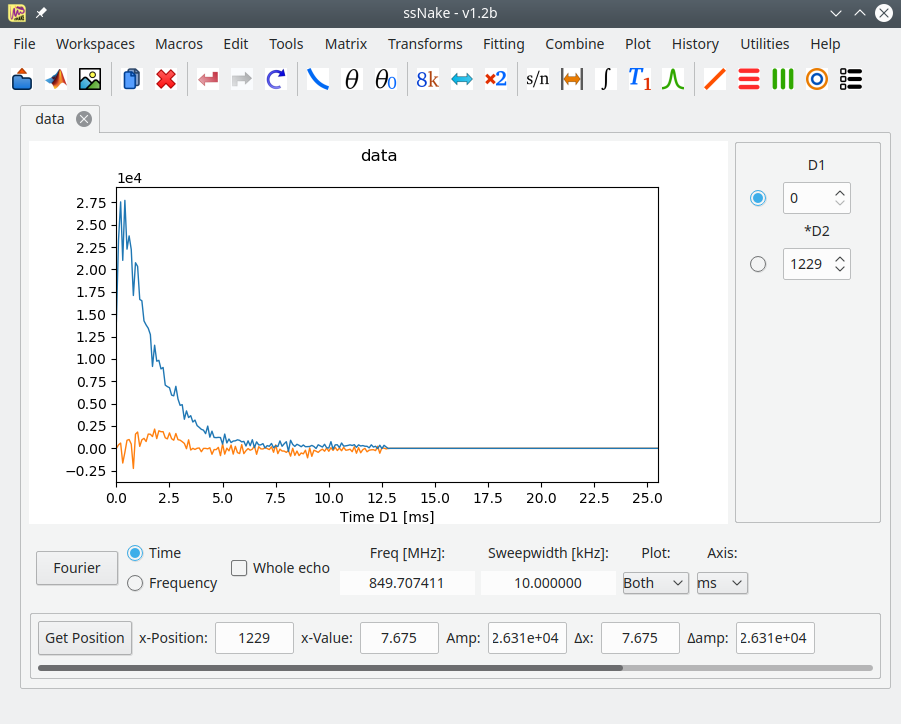 ssNake - v1.2b
File Workspaces Macros Edit Tools Matrix Transforms Fitting Combine Plot History Utilities Help
θ θ0 8k ×2 s/n ∫ T1
data
data
1e4
2.75
2.50
2.25
2.00
1.75
1.50
1.25
1.00
0.75
0.50
0.25
0.00
−0.25
0.0 2.5 5.0 7.5 10.0 12.5 15.0 17.5 20.0 22.5 25.0
Time D1 [ms]
D1
0
*D2
1229
Fourier
Time
Frequency
Whole echo
Freq [MHz]:
849.707411
Sweepwidth [kHz]:
10.000000
Plot:
Both
Axis:
ms
Get Position x-Position: 1229 x-Value: 7.675 Amp: 2.631e+04 Δx: 7.675 Δamp: 2.631e+04